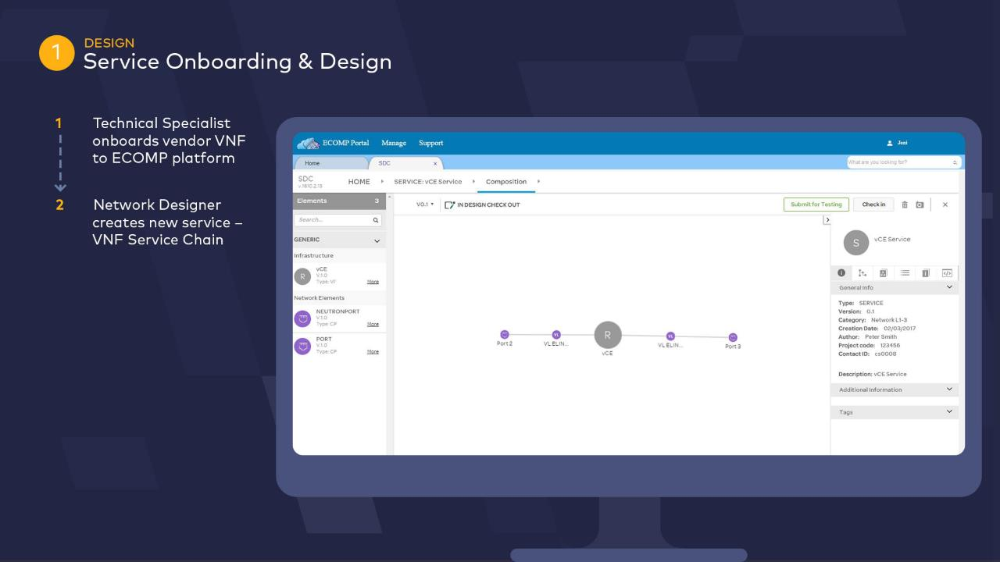 1
DESIGN
Service Onboarding & Design
1
Technical Specialist
onboards vendor VNF
to ECOMP platform
2
Network Designer
creates new service –
VNF Service Chain
ECOMP Portal Manage Support Jeni
Home SDC x What are you looking for?
SDC
v.1610.2.13
HOME SERVICE: vCE Service Composition
Elements 3
Search...
GENERIC
Infrastructure
R
vCE
V.1.0
Type: VF More
Network Elements
NEUTRONPORT
V.1.0
Type: CP More
PORT
V.1.0
Type: CP More
V0.1 IN DESIGN CHECK OUT Submit for Testing Check in
Port 2
VL
VL ELIN...
R
vCE
VL
VL ELIN...
Port 3
S
vCE Service
General Info
Type: SERVICE
Version: 0.1
Category: Network L1-3
Creation Date: 02/03/2017
Author: Peter Smith
Project code: 123456
Contact ID: cs0008
Description: vCE Service
Additional Information
Tags